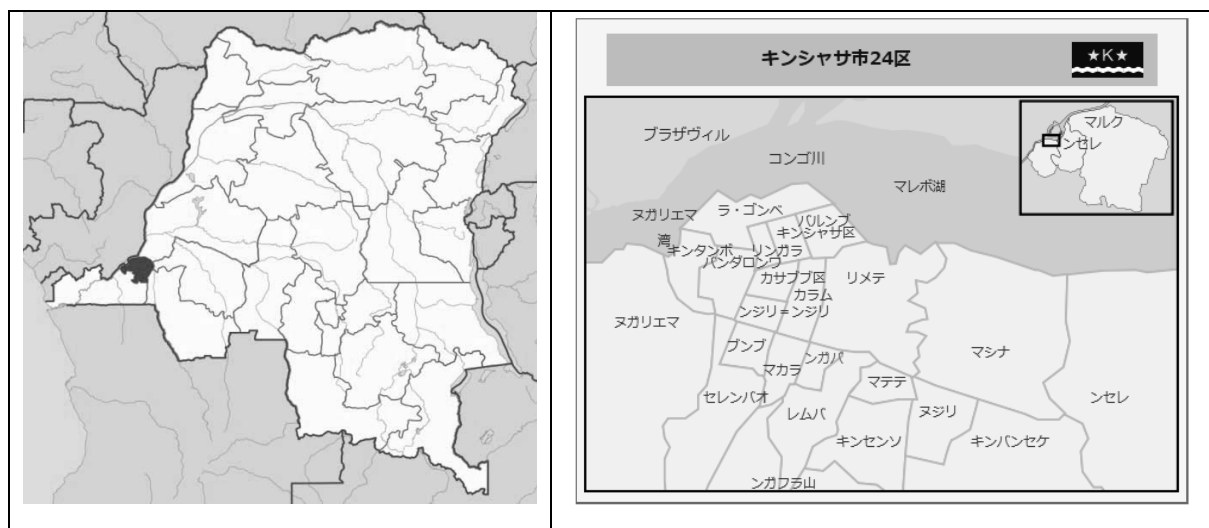 キンシャサ市24区
★K★
マルク
ンセレ
ブラザヴィル
コンゴ川
マレボ湖
ヌガリエマ
湾
ラ・ゴンベ
バルンブ
キンシャサ区
キンタンボ
リンガラ
バンダルンワ
カサブブ区
リメテ
カラム
ンジリ=ンジリ
ヌガリエマ
ブンブ
ンガバ
マシナ
マカラ
マテテ
セレンバオ
ンセレ
レムバ
ヌジリ
キンセンソ
キンバンセケ
ンガフラ山